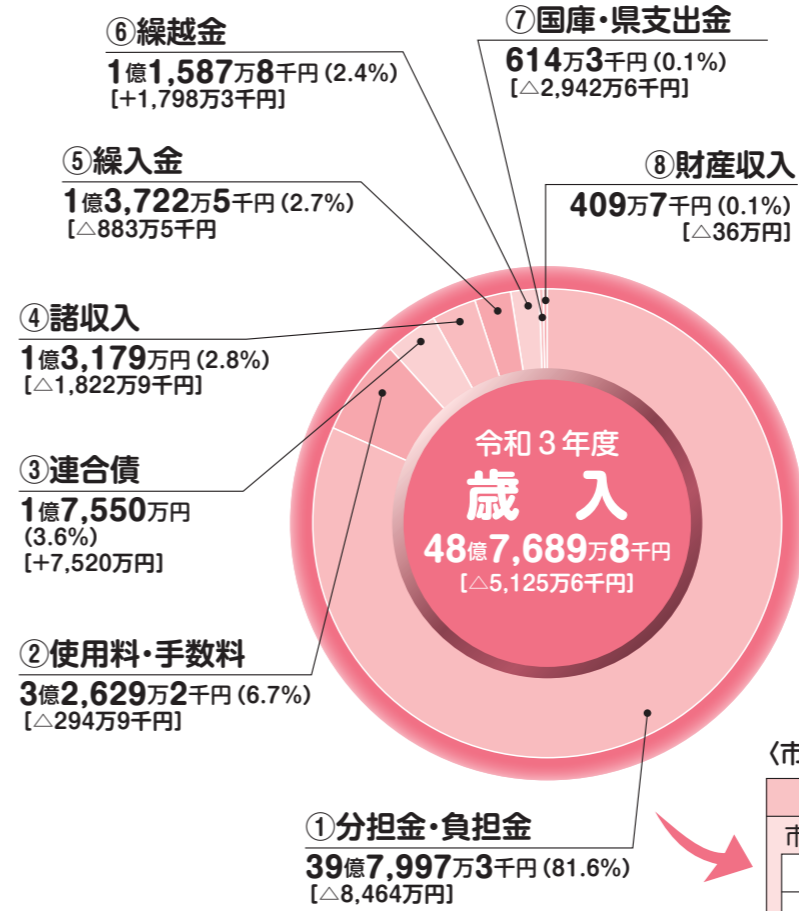 ⑥繰越金
1億1,587万8千円(2.4%)
[+1,798万3千円]
⑦国庫・県支出金
614万3千円(0.1%)
[△2,942万6千円]
⑤繰入金
1億3,722万5千円(2.7%)
[△883万5千円
⑧財産収入
409万7千円(0.1%)
[△36万円]
④諸収入
1億3,179万円(2.8%)
[△1,822万9千円]
③連合債
1億7,550万円
(3.6%)
[+7,520万円]
令和3年度
歳 入
48億7,689万8千円
[△5,125万6千円]
②使用料・手数料
3億2,629万2千円(6.7%)
[△294万9千円]
①分担金・負担金
39億7,997万3千円(81.6%)
[△8,464万円]
〈市
市